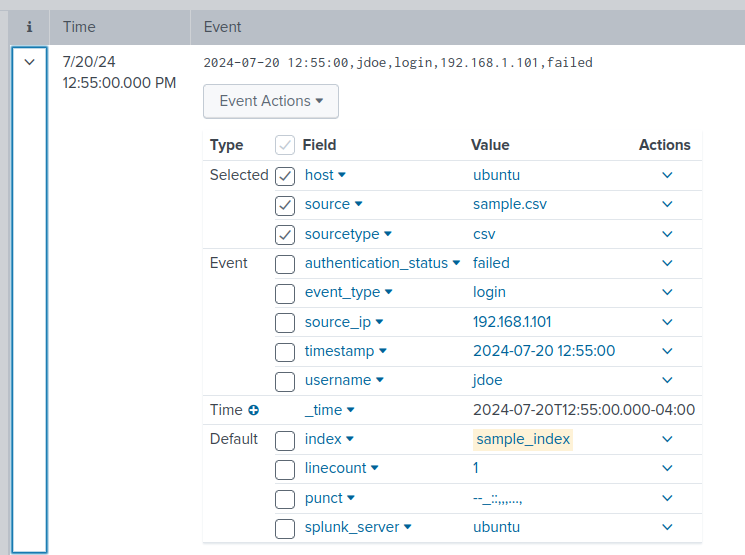 i Time Event
7/20/24 2024-07-20 12:55:00,jdoe,login,192.168.1.101,failed
12:55:00.000 PM
Event Actions
Type Field Value Actions
Selected host ubuntu
source sample.csv
sourcetype csv
Event authentication_status failed
event_type login
source_ip 192.168.1.101
timestamp 2024-07-20 12:55:00
username jdoe
Time _time 2024-07-20T12:55:00.000-04:00
Default index sample_index
linecount 1
punct --_::,,,...,
splunk_server ubuntu